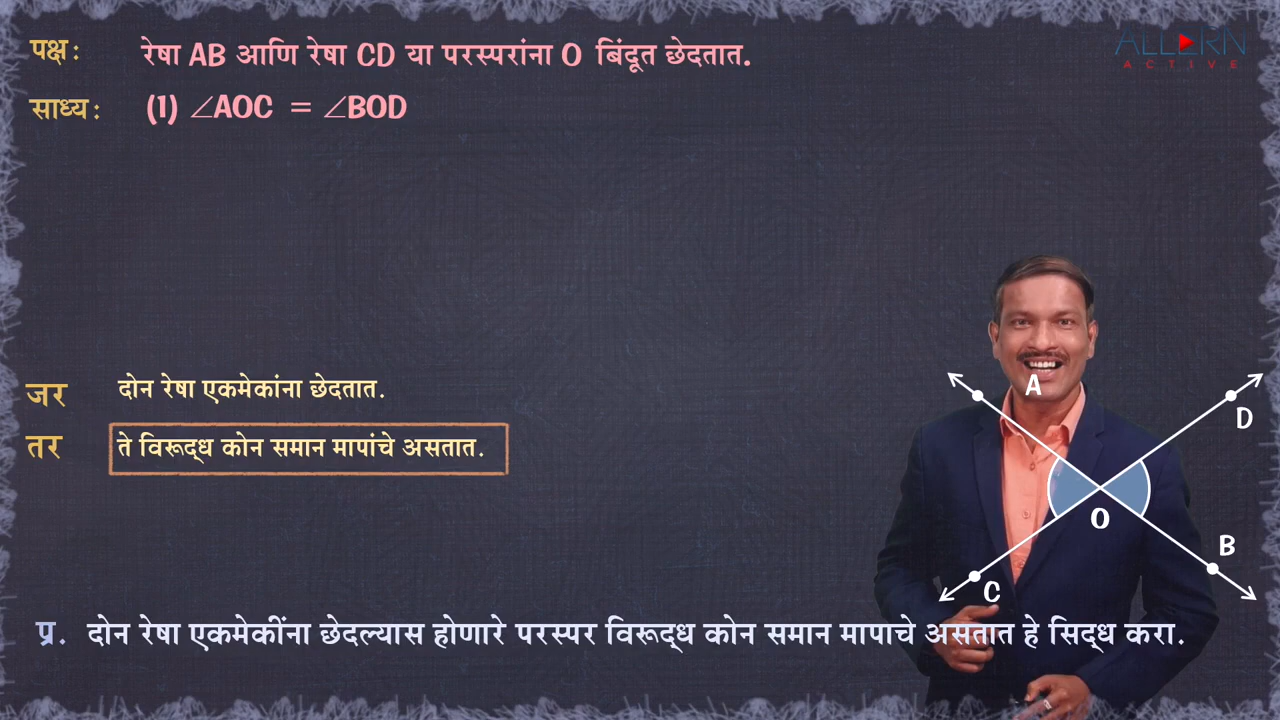 पक्ष: रेषा AB आणि रेषा CD या परस्परांना O बिंदूत छेदतात.
ALLERN
ACTIVE
साध्य: (1) ∠AOC = ∠BOD
जर दोन रेषा एकमेकांना छेदतात.
तर ते विरूद्ध कोन समान मापांचे असतात.
A
D
O
B
C
प्र. दोन रेषा एकमेकींना छेदल्यास होणारे परस्पर विरूद्ध कोन समान मापाचे असतात हे सिद्ध करा.